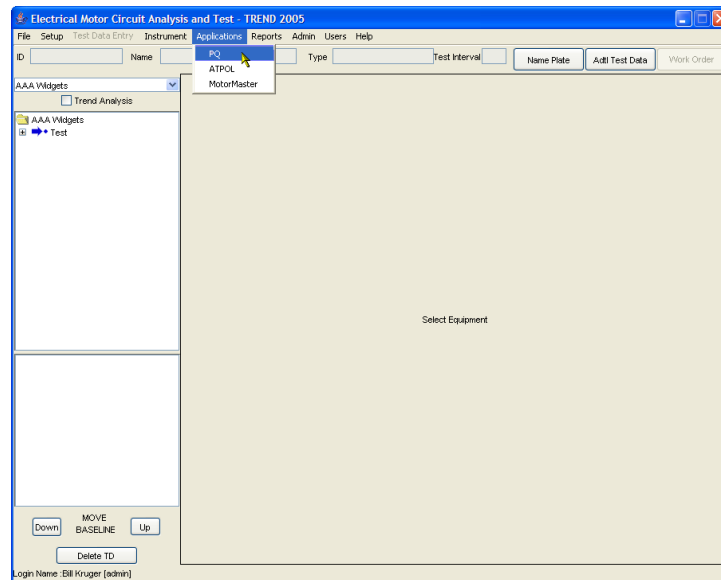 Electrical Motor Circuit Analysis and Test - TREND 2005
File Setup Test Data Entry Instrument Applications Reports Admin Users Help
ID Name Type Test Interval Name Plate Adtl Test Data Work Order
PQ
ATPOL
MotorMaster
AAA Widgets
Trend Analysis
AAA Widgets
Test
Select Equipment
Down MOVE BASELINE Up
Delete TD
Login Name :Bill Kruger [admin]